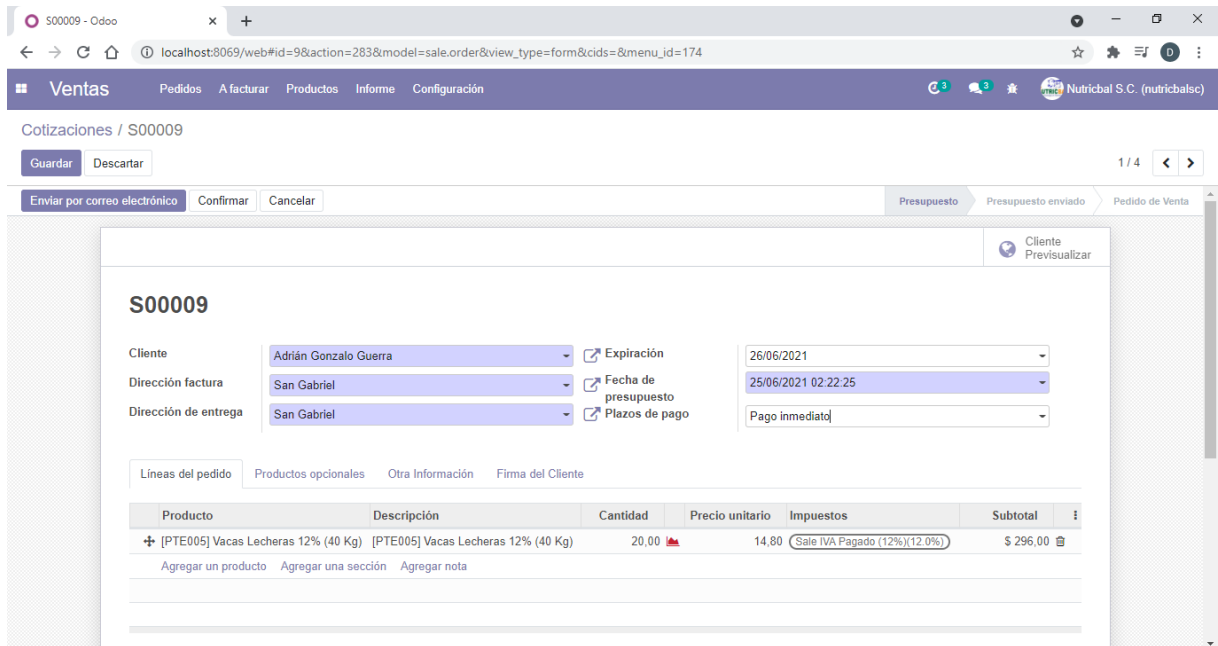 S00009 - Odoo
localhost:8069/web#id=9&action=283&model=sale.order&view_type=form&cids=&menu_id=174
D
Ventas Pedidos A facturar Productos Informe Configuración 3 3 Nutricbal S.C. (nutricbalsc)
Cotizaciones / S00009
Guardar Descartar 1 / 4
Enviar por correo electrónico Confirmar Cancelar Presupuesto Presupuesto enviado Pedido de Venta
Cliente
Previsualizar
S00009
Cliente Adrián Gonzalo Guerra Expiración 26/06/2021
Dirección factura San Gabriel Fecha de presupuesto 25/06/2021 02:22:25
Dirección de entrega San Gabriel Plazos de pago Pago inmediato
Líneas del pedido Productos opcionales Otra Información Firma del Cliente
Producto Descripción Cantidad Precio unitario Impuestos Subtotal
[PTE005] Vacas Lecheras 12% (40 Kg) [PTE005] Vacas Lecheras 12% (40 Kg) 20,00 14,80 Sale IVA Pagado (12%)(12.0%) $ 296,00
Agregar un producto Agregar una sección Agregar nota